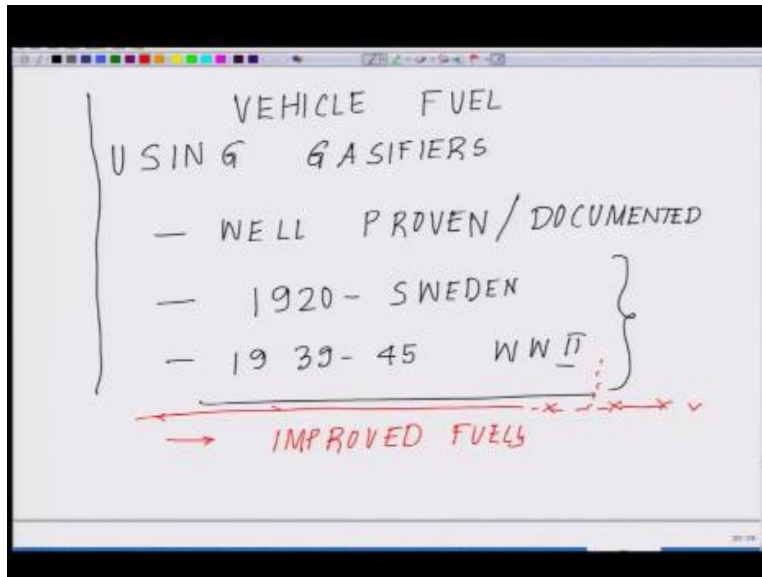 VEHICLE FUEL
USING GASIFIERS
— WELL PROVEN/DOCUMENTED
— 1920 - SWEDEN
— 1939-45 WW II
→ IMPROVED FUELS